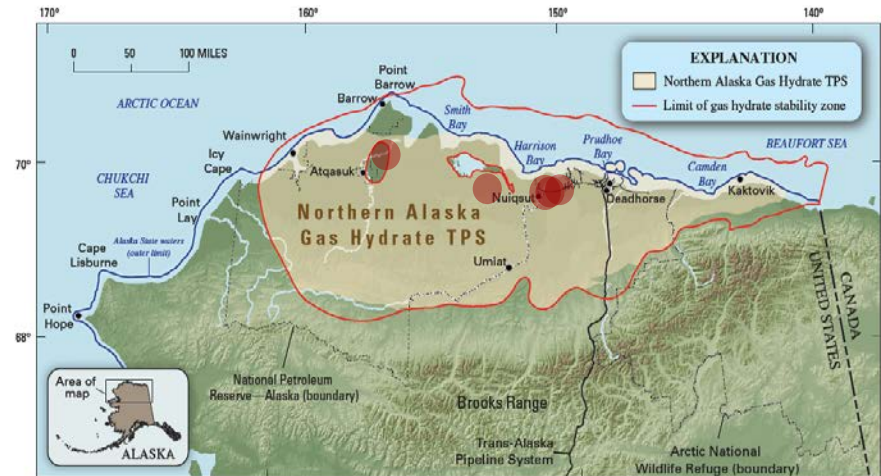 170°
160°
150°
140°
0 50 100 MILES
EXPLANATION
Northern Alaska Gas Hydrate TPS
Limit of gas hydrate stability zone
Point
Barrow
Barrow
ARCTIC OCEAN
Smith
Bay
Wainwright
Harrison
Bay
Prudhoe
Bay
BEAUFORT SEA
70°
70°
Icy
Cape
Atqasuk
Camden
Bay
Kaktovik
CHUKCHI
SEA
Nuiqsut
Deadhorse
Point
Lay
Northern Alaska
Gas Hydrate TPS
Alaska State waters
(outer limit)
Cape
Lisburne
Umiat
CANADA
UNITED STATES
Point
Hope
68°
68°
National Petroleum
Reserve—Alaska (boundary)
Brooks Range
Area of
map
ALASKA
Trans-Alaska
Pipeline System
Arctic National
Wildlife Refuge (boundary)